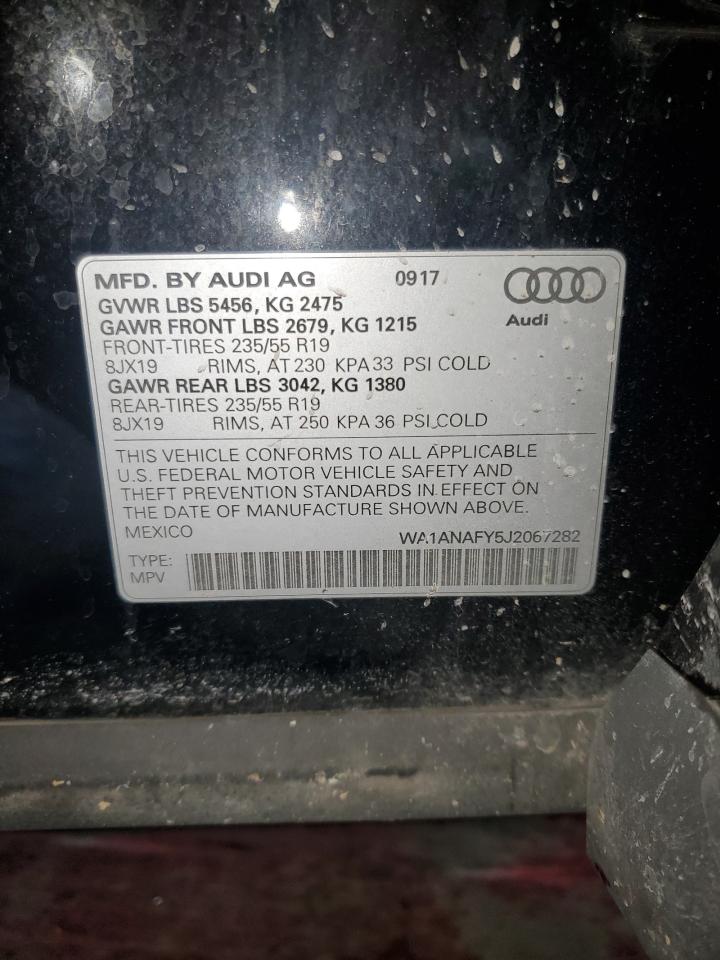 MFD. BY AUDI AG 0917
GVWR LBS 5456, KG 2475
GAWR FRONT LBS 2679, KG 1215
Audi
FRONT-TIRES 235/55 R19
8JX19 RIMS, AT 230 KPA 33 PSI COLD
GAWR REAR LBS 3042, KG 1380
REAR-TIRES 235/55 R19
8JX19 RIMS, AT 250 KPA 36 PSI COLD
THIS VEHICLE CONFORMS TO ALL APPLICABLE
U.S. FEDERAL MOTOR VEHICLE SAFETY AND
THEFT PREVENTION STANDARDS IN EFFECT ON
THE DATE OF MANUFACTURE SHOWN ABOVE.
MEXICO WA1ANAFY5J2067282
TYPE:
MPV